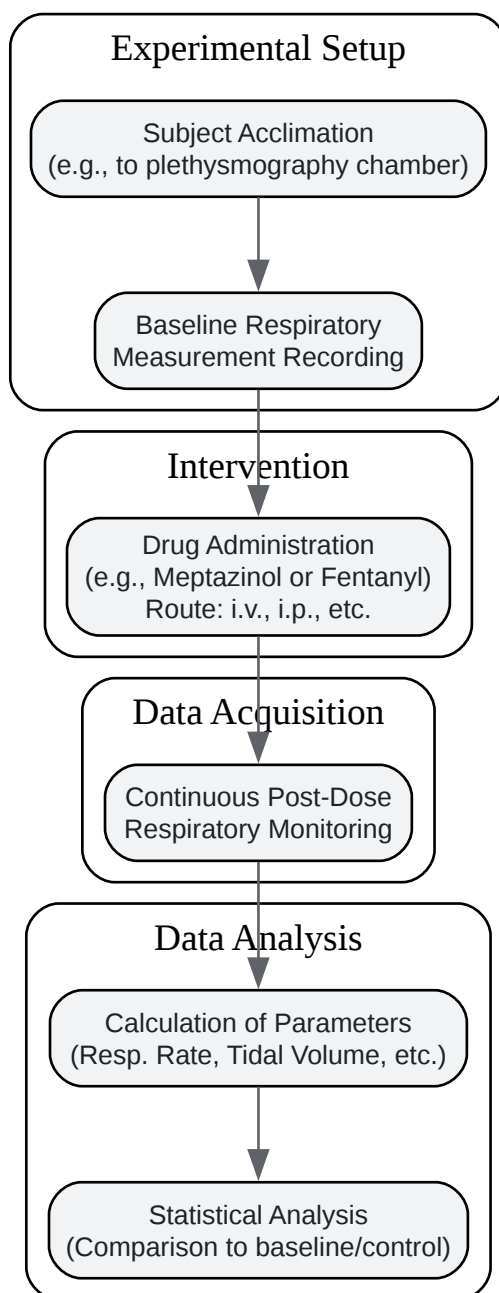 Experimental Setup
Subject Acclimation
(e.g., to plethysmography chamber)
Baseline Respiratory
Measurement Recording
Intervention
Drug Administration
(e.g., Meptazinol or Fentanyl)
Route: i.v., i.p., etc.
Data Acquisition
Continuous Post-Dose
Respiratory Monitoring
Data Analysis
Calculation of Parameters
(Resp. Rate, Tidal Volume, etc.)
Statistical Analysis
(Comparison to baseline/control)